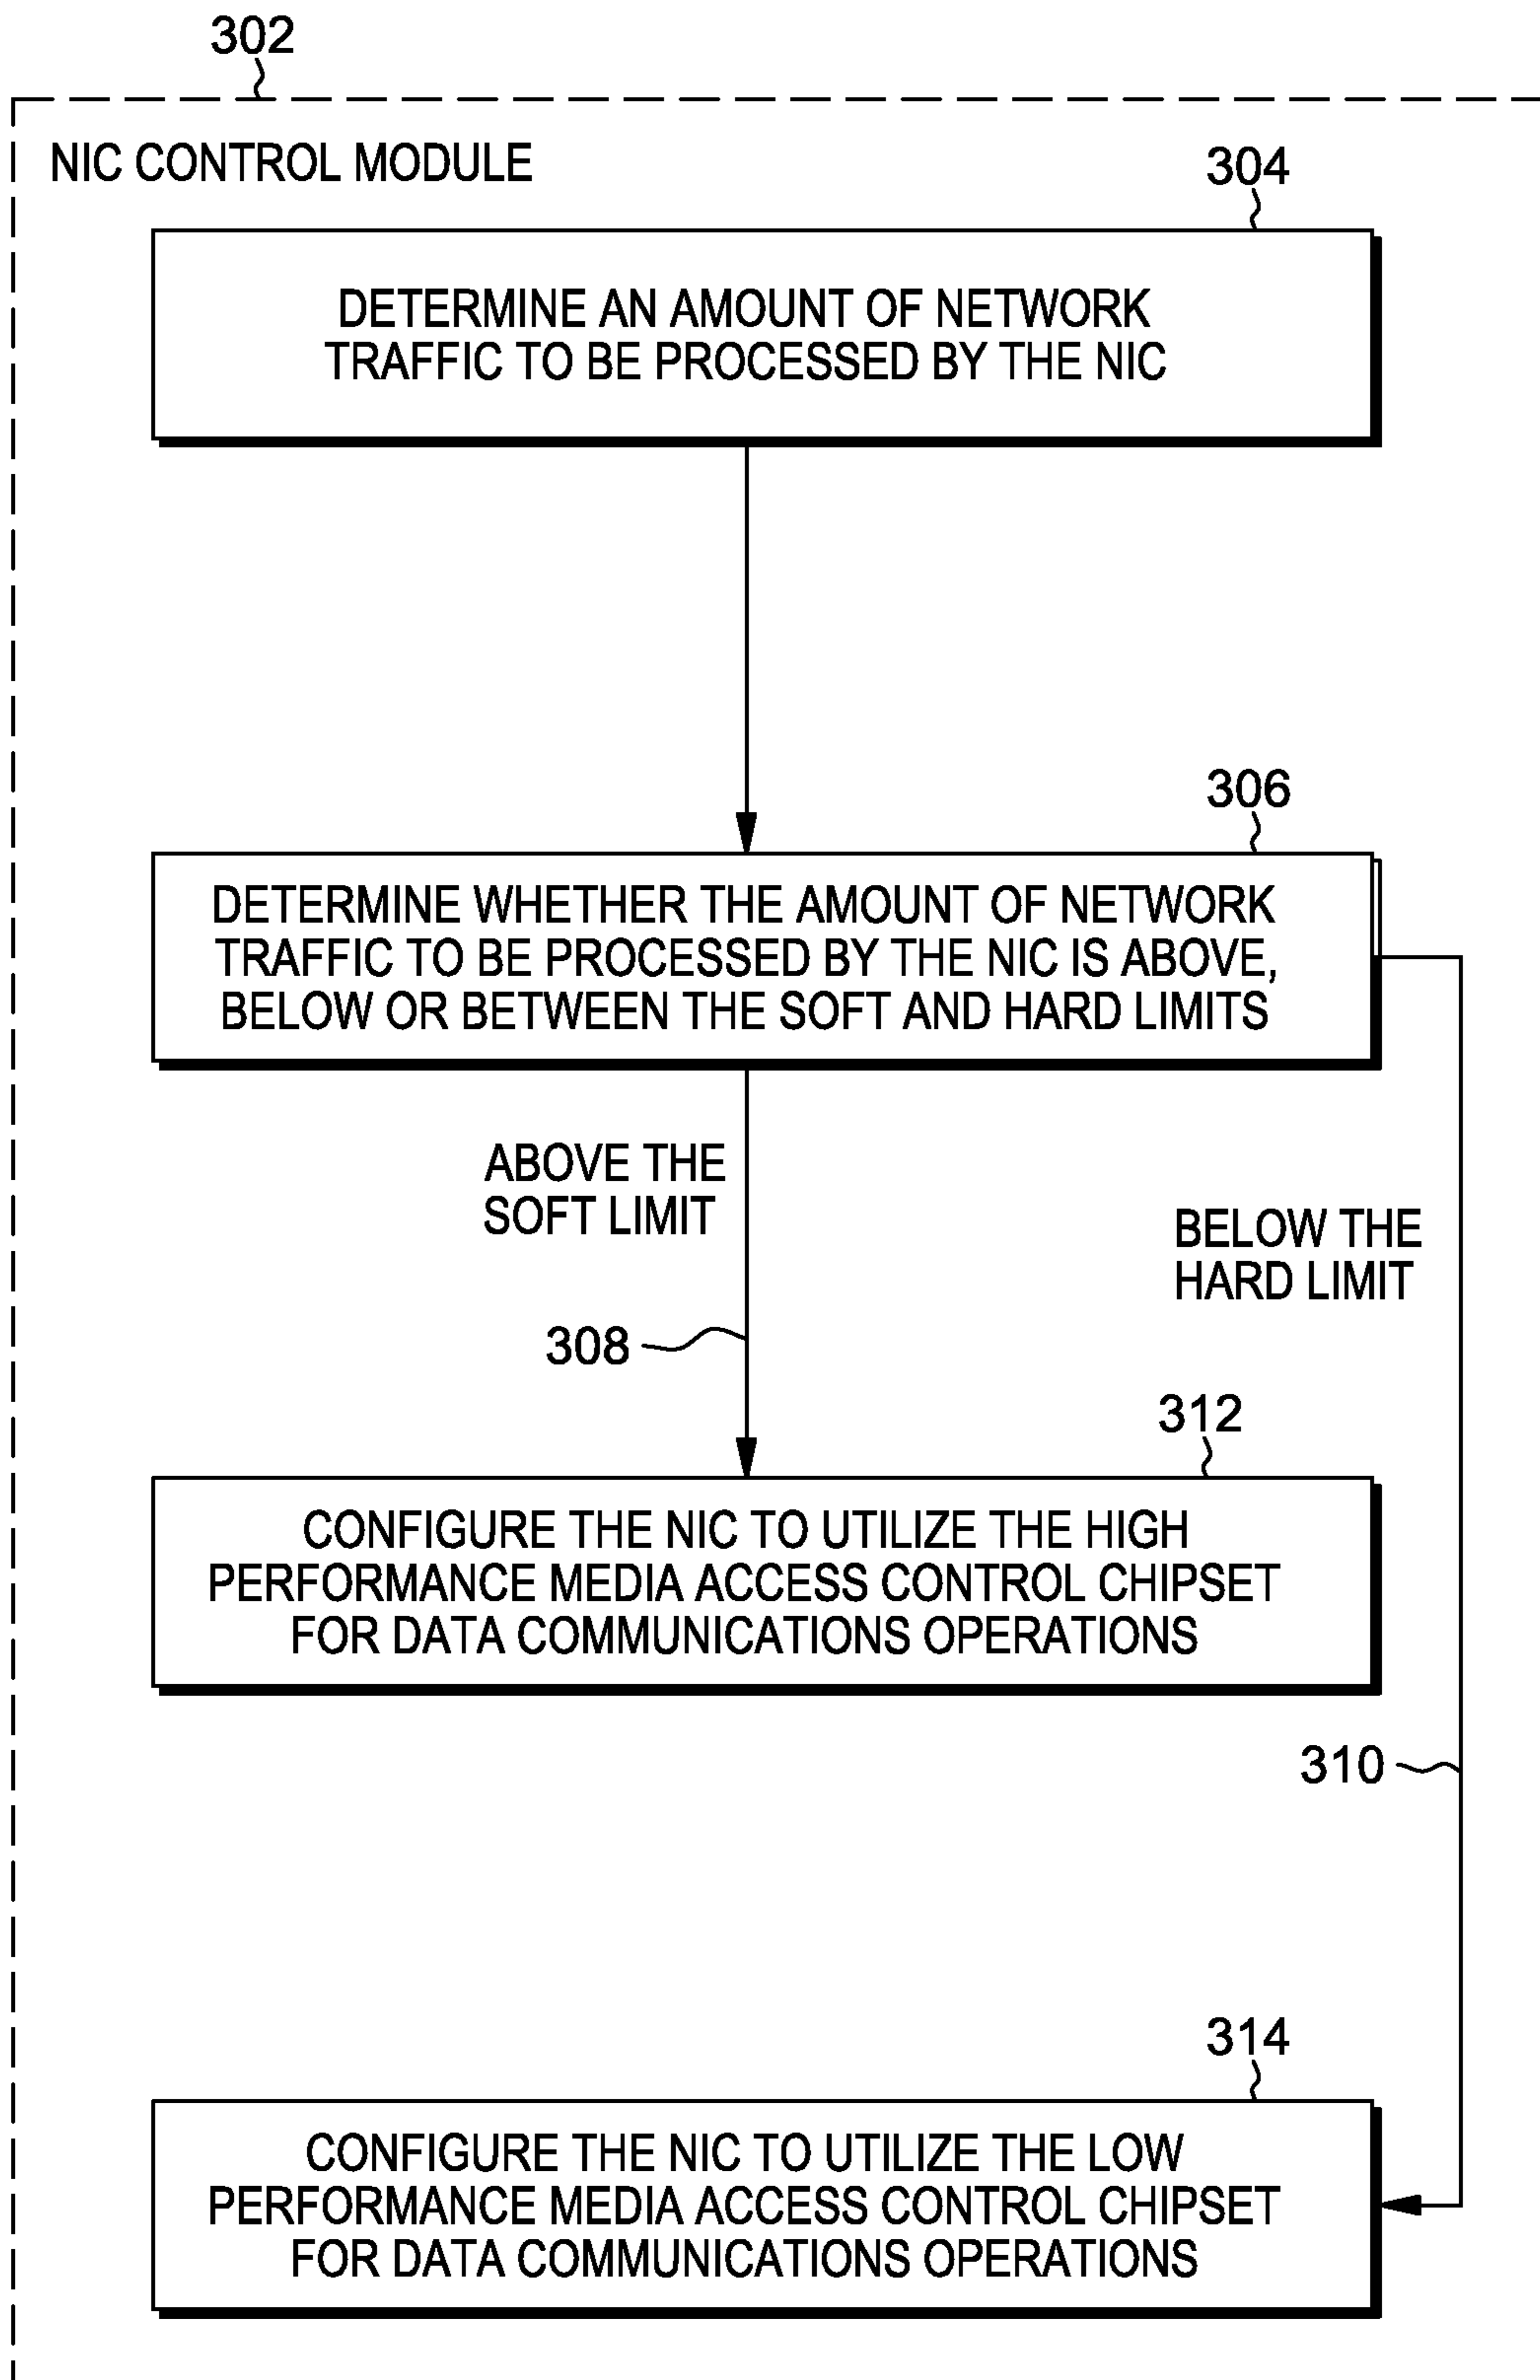 302
NIC CONTROL MODULE
304
DETERMINE AN AMOUNT OF NETWORK
TRAFFIC TO BE PROCESSED BY THE NIC
306
DETERMINE WHETHER THE AMOUNT OF NETWORK
TRAFFIC TO BE PROCESSED BY THE NIC IS ABOVE,
BELOW OR BETWEEN THE SOFT AND HARD LIMITS
ABOVE THE
SOFT LIMIT
BELOW THE
HARD LIMIT
308
312
CONFIGURE THE NIC TO UTILIZE THE HIGH
PERFORMANCE MEDIA ACCESS CONTROL CHIPSET
FOR DATA COMMUNICATIONS OPERATIONS
310
314
CONFIGURE THE NIC TO UTILIZE THE LOW
PERFORMANCE MEDIA ACCESS CONTROL CHIPSET
FOR DATA COMMUNICATIONS OPERATIONS